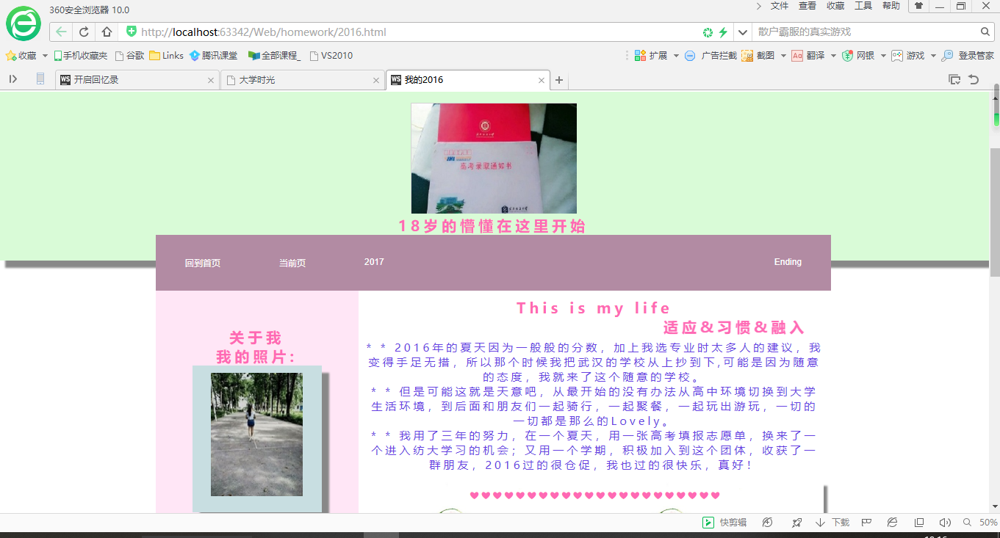 360安全浏览器 10.0
文件 查看 收藏 工具 帮助
http://localhost:63342/Web/homework/2016.html
散户霸服的真实游戏
收藏 手机收藏夹 谷歌 Links 腾讯课堂 全部课程_ VS2010 扩展 广告拦截 截图 Aa 翻译 网银 游戏 登录管家
WS 开启回忆录 大学时光 WS 我的2016
高考录取通知书
18岁的懵懂在这里开始
回到首页 当前页 2017 Ending
This is my life
适应&习惯&融入
关于我
我的照片:
* * 2016年的夏天因为一般般的分数，加上我选专业时太多人的建议，我
变得手足无措，所以那个时候我把武汉的学校从上抄到下,可能是因为随意
的态度，我就来了这个随意的学校。
* * 但是可能这就是天意吧，从最开始的没有办法从高中环境切换到大学
生活环境，到后面和朋友们一起骑行，一起聚餐，一起玩出游玩，一切的
一切都是那么的Lovely。
* * 我用了三年的努力，在一个夏天，用一张高考填报志愿单，换来了一
个进入纺大学习的机会；又用一个学期，积极加入到这个团体，收获了一
群朋友，2016过的很仓促，我也过的很快乐，真好！
♥♥♥♥♥♥♥♥♥♥♥♥♥♥♥♥♥♥♥♥♥♥
快剪辑 下载 50%